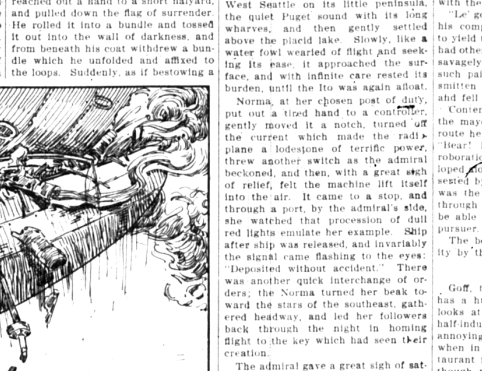 reached out a hand to a short halyard,
and pulled down the flag of surrender.
He rolled it into a bundle and tossed
It out into the wall of darkness, and
from beneath his coat withdrew a bun-
dle which he unfolded and affixed to
the loops. Suddenly, as if bestowing a
West Seattle on its little peninsula,
the quiet Puget sound with its long
wharves, and then gently settled
above the placid lake. Slowly, like a
water fowl wearied of flight and seek-
ing its ease, it approached the sur-
face, and with infinite care rested its
burden, until the Ito was again afloat.
Norma, at her chosen post of duty,
put out a tired hand to a controller,
gently moved it a notch, turned off
the current which made the radi-
plane a lodestone of terrific power,
threw another switch as the admiral
beckoned, and then, with a great sigh
of relief, felt the machine lift itself
into the air. It came to a stop, and
through a port, by the admiral's side,
she watched that procession of dull
red lights emulate her example. Ship
after ship was released, and invariably
the signal came flashing to the eyes:
"Deposited without accident." There
was another quick interchange of or-
ders; the Norma turned her beak to-
ward the stars of the southeast, gath-
ered headway, and led her followers
back through the night in homing
flight to the key which had seen their
creation.
The admiral gave a great sigh of sat-
with the
"Le
his comp
to yield t
had othe
savagely
such pai
smitten
and fell
Conter
the may
route he
"Hear!
roborati
loped
sested by
was the
through
be able
pursuer.
The b
ity by th
Goff, t
has a h
looks at
half-indu
annoying
when in
taurant